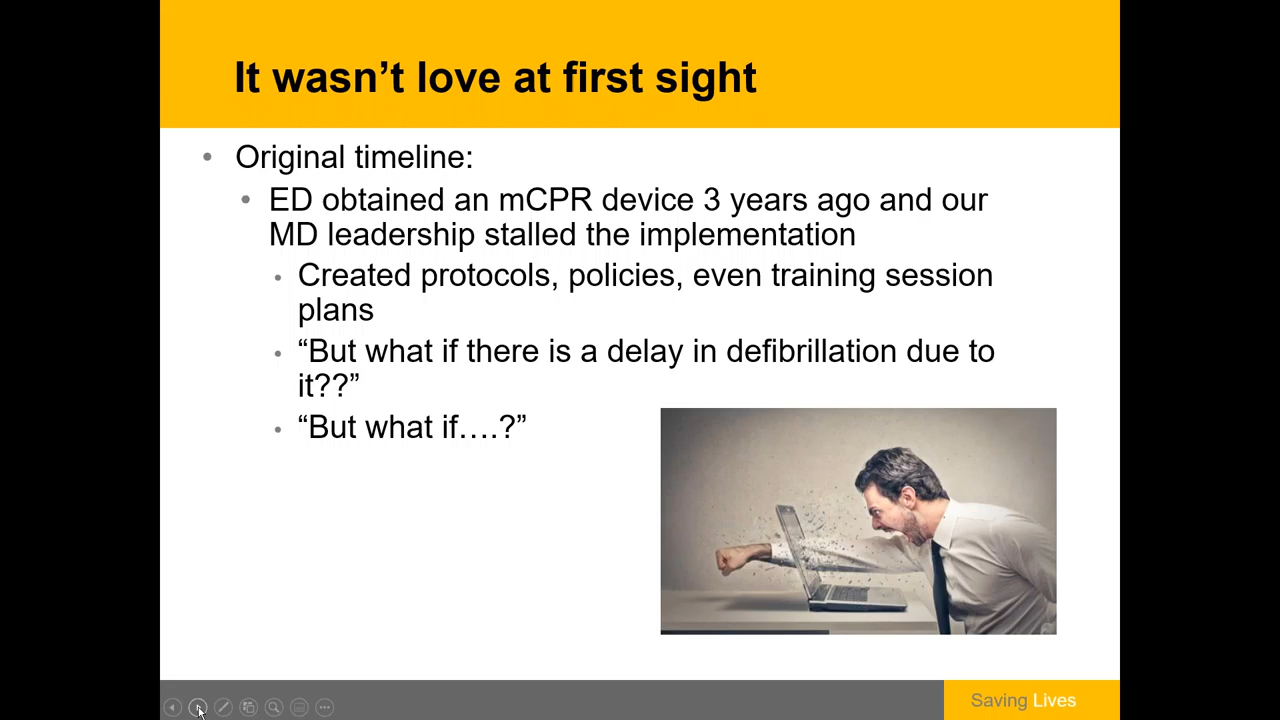 It wasn’t love at first sight
• Original timeline:
• ED obtained an mCPR device 3 years ago and our
MD leadership stalled the implementation
• Created protocols, policies, even training session
plans
• “But what if there is a delay in defibrillation due to
it??”
• “But what if….?”
Saving Lives